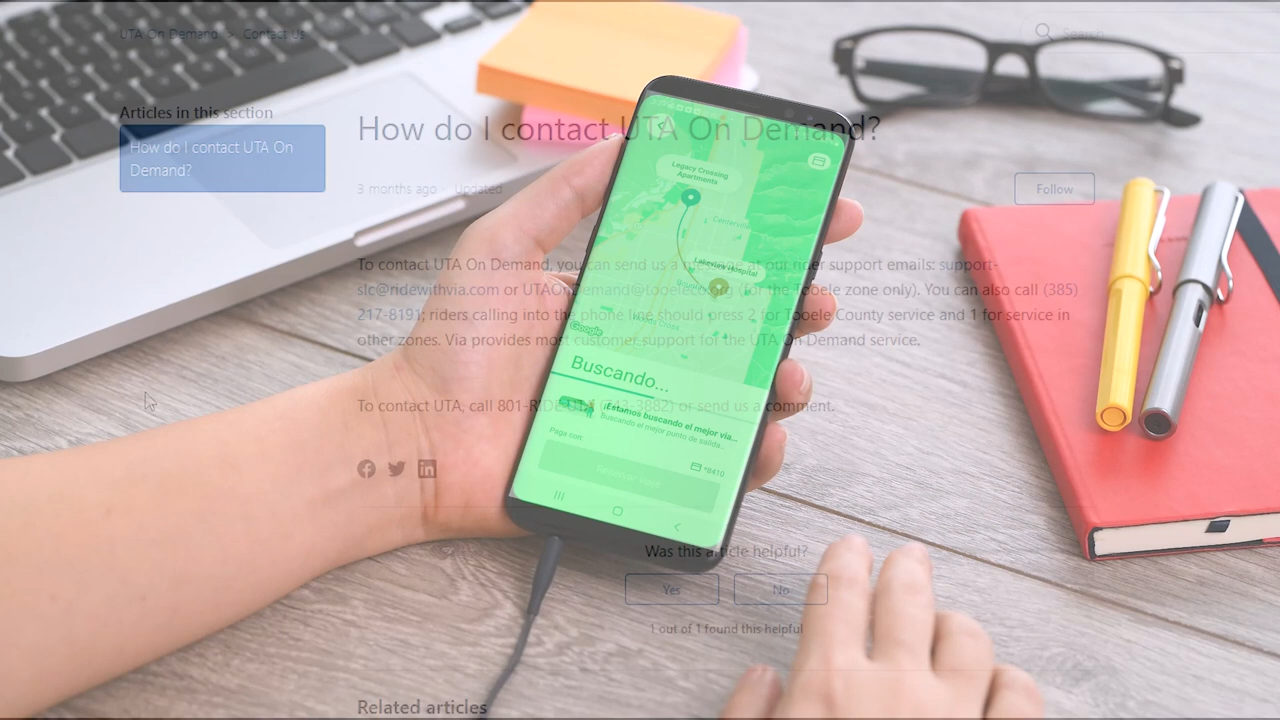 UTA On Demand > Contact Us
Search
Articles in this section
How do I contact UTA On
Demand?
How do I contact UTA On Demand?
3 months ago · Updated
Follow
To contact UTA On Demand, you can send us a message at our rider support emails: support-
slc@ridewithvia.com or UTAOnDemand@tooeleco.org (for the Tooele zone only). You can also call (385)
217-8191; riders calling into the phone line should press 2 for Tooele County service and 1 for service in
other zones. Via provides most customer support for the UTA On Demand service.
To contact UTA, call 801-RIDE-UTA (743-3882) or send us a comment.
Was this article helpful?
Yes
No
1 out of 1 found this helpful
Related articles
Legacy Crossing
Apartments
Centerville
Lakeview Hospital
Google
Buscando...
¡Estamos buscando el mejor via...
Buscando el mejor punto de salida...
Paga con:
*8410